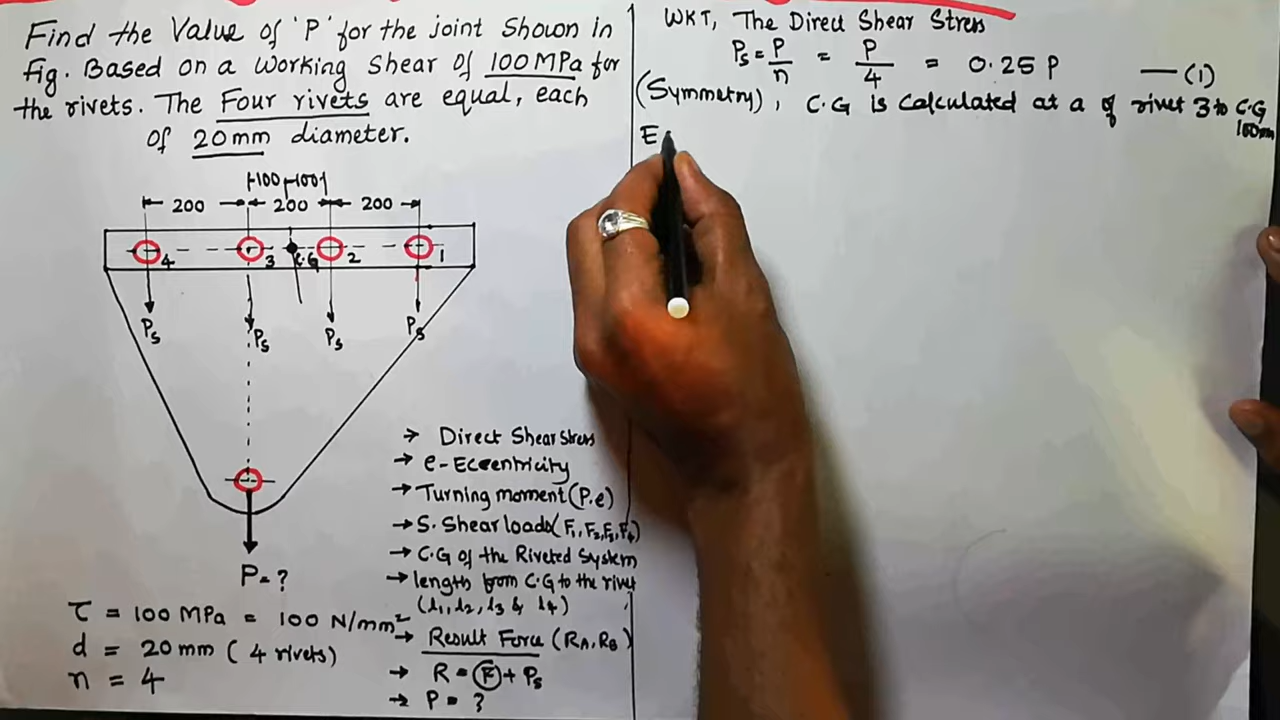 Find the Value of 'P' for the joint Shown in
Fig. Based on a Working Shear of 100 MPa for
the rivets. The Four rivets are equal, each
of 20mm diameter.
100 100
200 200 200
4 3 C.G 2 1
Ps Ps Ps Ps
P = ?
τ = 100 MPa = 100 N/mm²
d = 20mm ( 4 rivets)
n = 4
→ Direct Shear Stress
→ e - Eccentricity
→ Turning moment (P.e)
→ S. Shear loads (F1, F2, F3, F4)
→ C.G of the Riveted System
→ length from C.G to the rivet
(l1, l2, l3 & l4)
→ Result Force (RA, RB)
→ R = F + Ps
→ P = ?
WKT, The Direct Shear Stress
Ps = P/n = P/4 = 0.25 P — (1)
(Symmetry), C.G is Calculated at a of rivet 3 to C.G
100mm
E